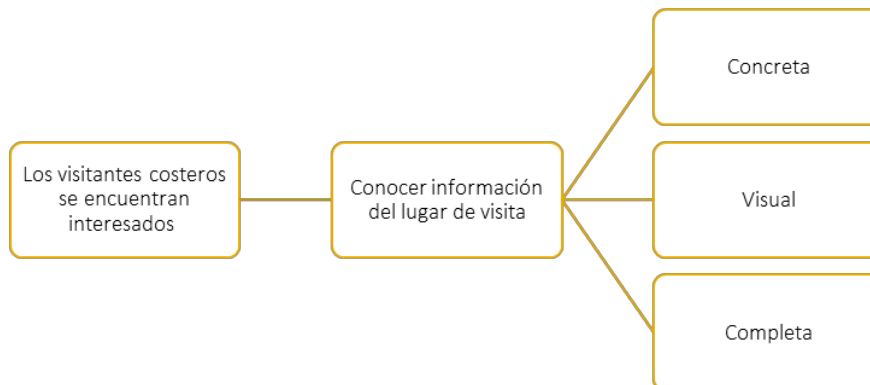 Los visitantes costeros
se encuentran
interesados
Conocer información
del lugar de visita
Concreta
Visual
Completa